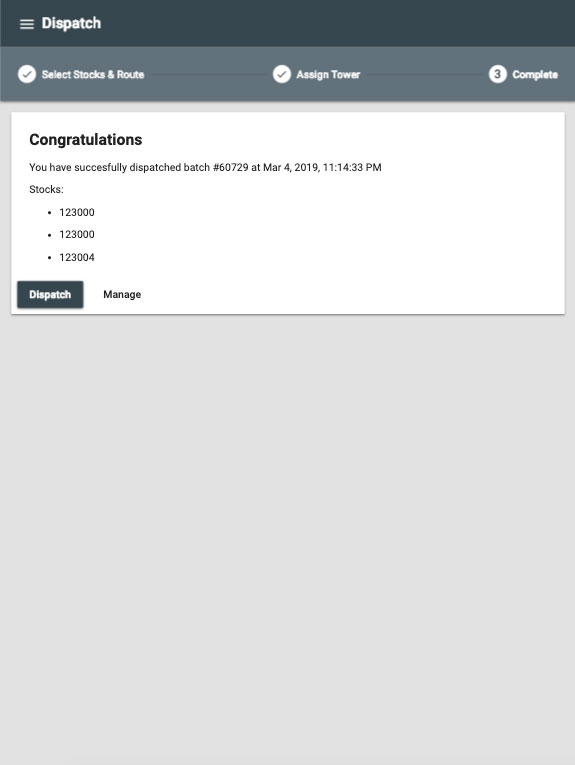 Dispatch
Select Stocks & Route
Assign Tower
3 Complete
Congratulations
You have succesfully dispatched batch #60729 at Mar 4, 2019, 11:14:33 PM
Stocks:
• 123000
• 123000
• 123004
Dispatch Manage